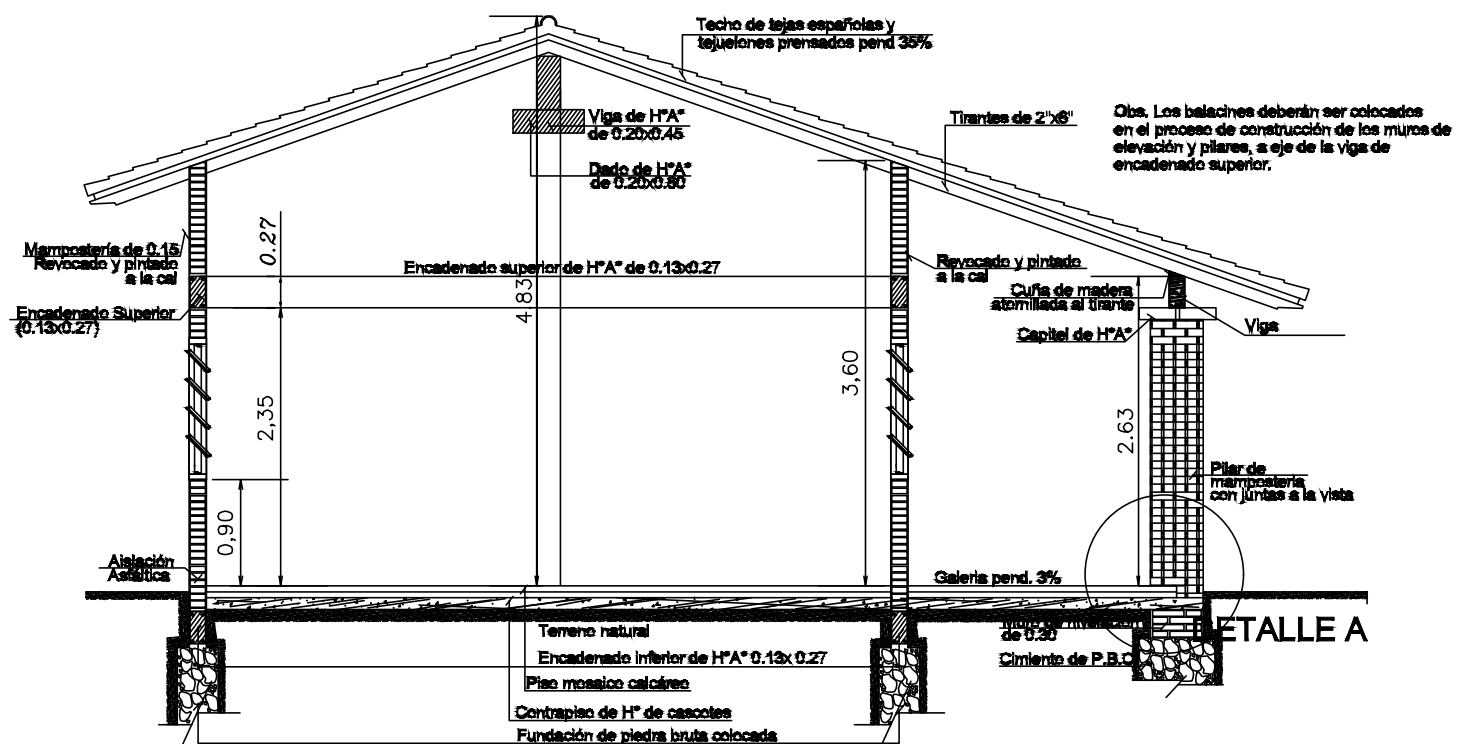 Techo de tejas españolas y
tejuelones prensados pend 35%
Viga de H°A°
de 0.20x0.45
Dado de H°A°
de 0.20x0.60
Tirantes de 2"x6"
Obs. Los balacines deberán ser colocados
en el proceso de construcción de los muros de
elevación y pilares, a eje de la viga de
encadenado superior.
Mampostería de 0.15
Revocado y pintado
a la cal
0.27
Encadenado superior de H°A° de 0.13x0.27
4.83
Revocado y pintado
a la cal
Cuña de madera
atornillada al tirante
Encadenado Superior
(0.13x0.27)
Capitel de H°A°
Viga
2,35
3,60
2.63
0,90
Pilar de
mampostería
con juntas a la vista
Aislación
Asfáltica
Galeria pend. 3%
Terreno natural
Muro de nivelación
de 0.30
DETALLE A
Encadenado inferior de H°A° 0.13x 0.27
Cimiento de P.B.C
Piso mosaico calcáreo
Contrapiso de H° de cascotes
Fundación de piedra bruta colocada